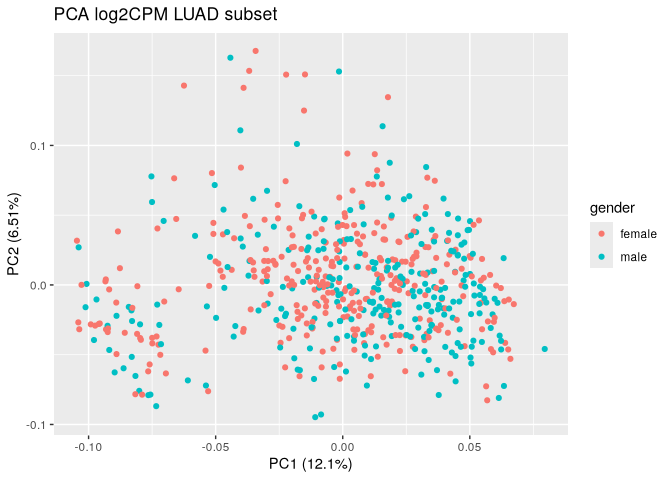 PCA log2CPM LUAD subset
PC2 (6.51%)
0.1
0.0
-0.1
-0.10
-0.05
0.00
0.05
PC1 (12.1%)
gender
female
male